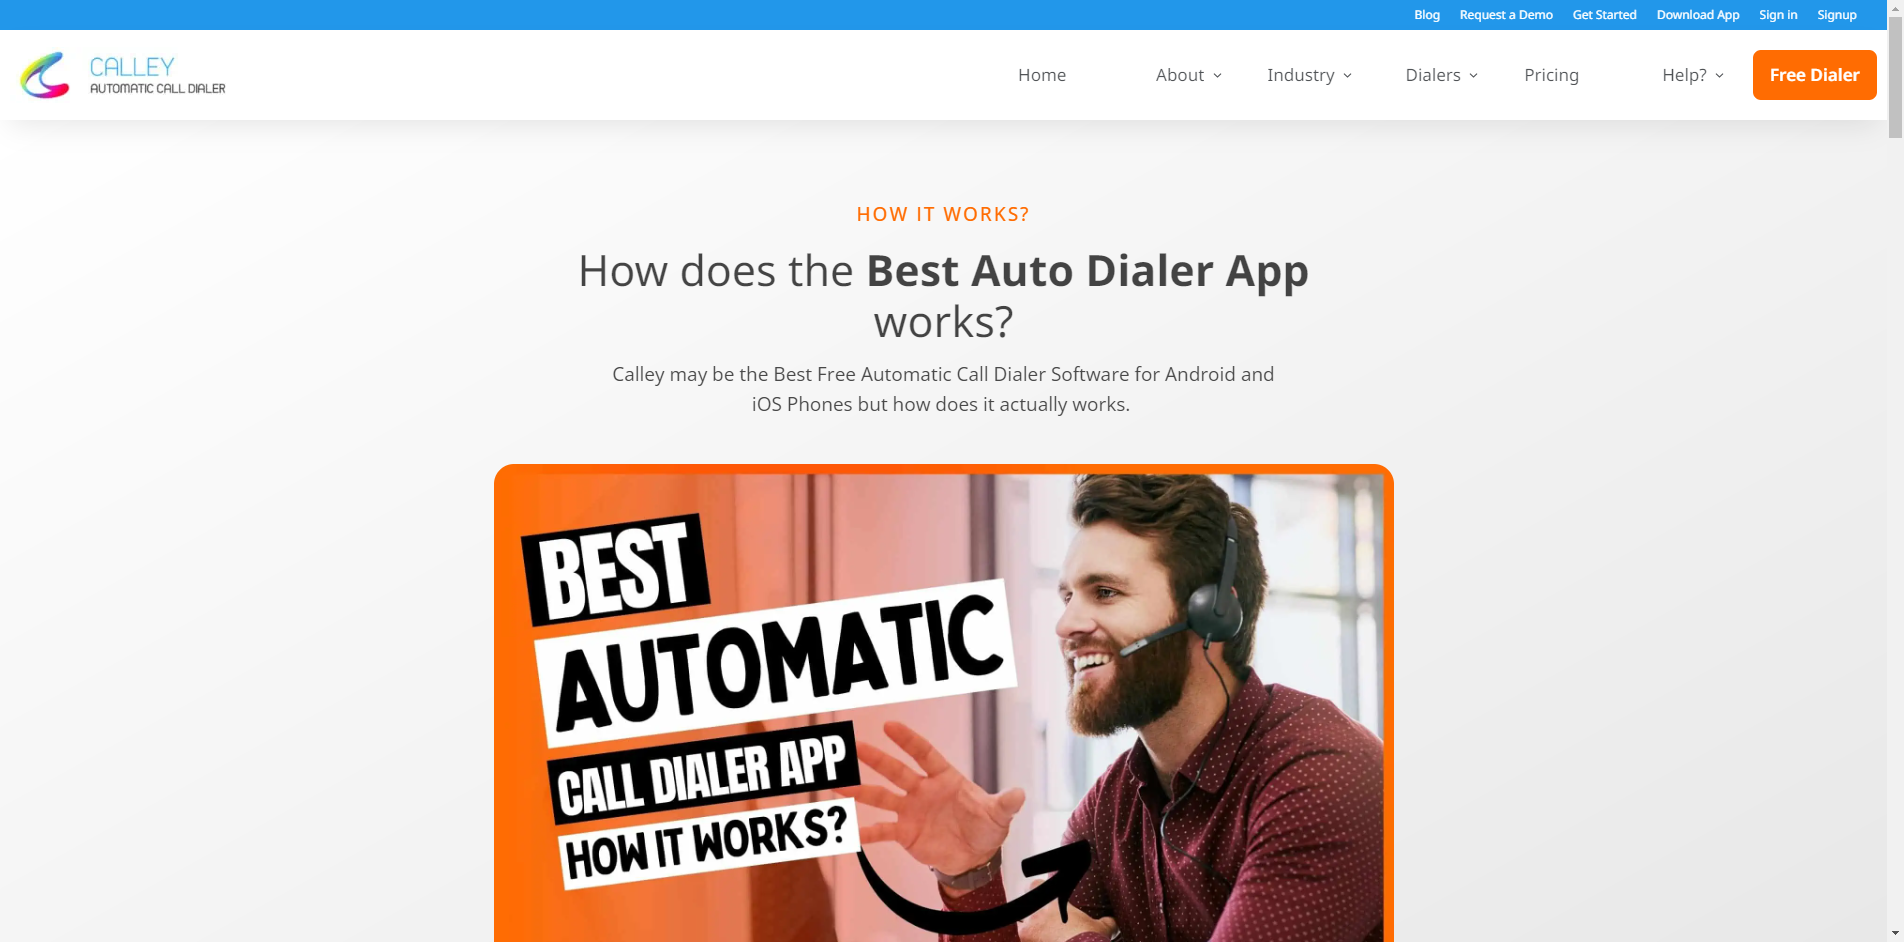 Blog Request a Demo Get Started Download App Sign in Signup
CALLEY
AUTOMATIC CALL DIALER
Home About Industry Dialers Pricing Help? Free Dialer
HOW IT WORKS?
How does the Best Auto Dialer App
works?
Calley may be the Best Free Automatic Call Dialer Software for Android and
iOS Phones but how does it actually works.
BEST
AUTOMATIC
CALL DIALER APP
HOW IT WORKS?